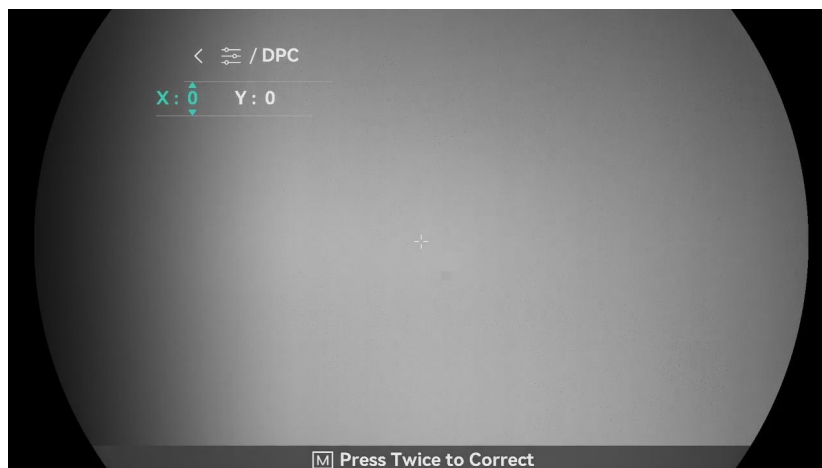 / DPC
X : 0 Y : 0
M Press Twice to Correct